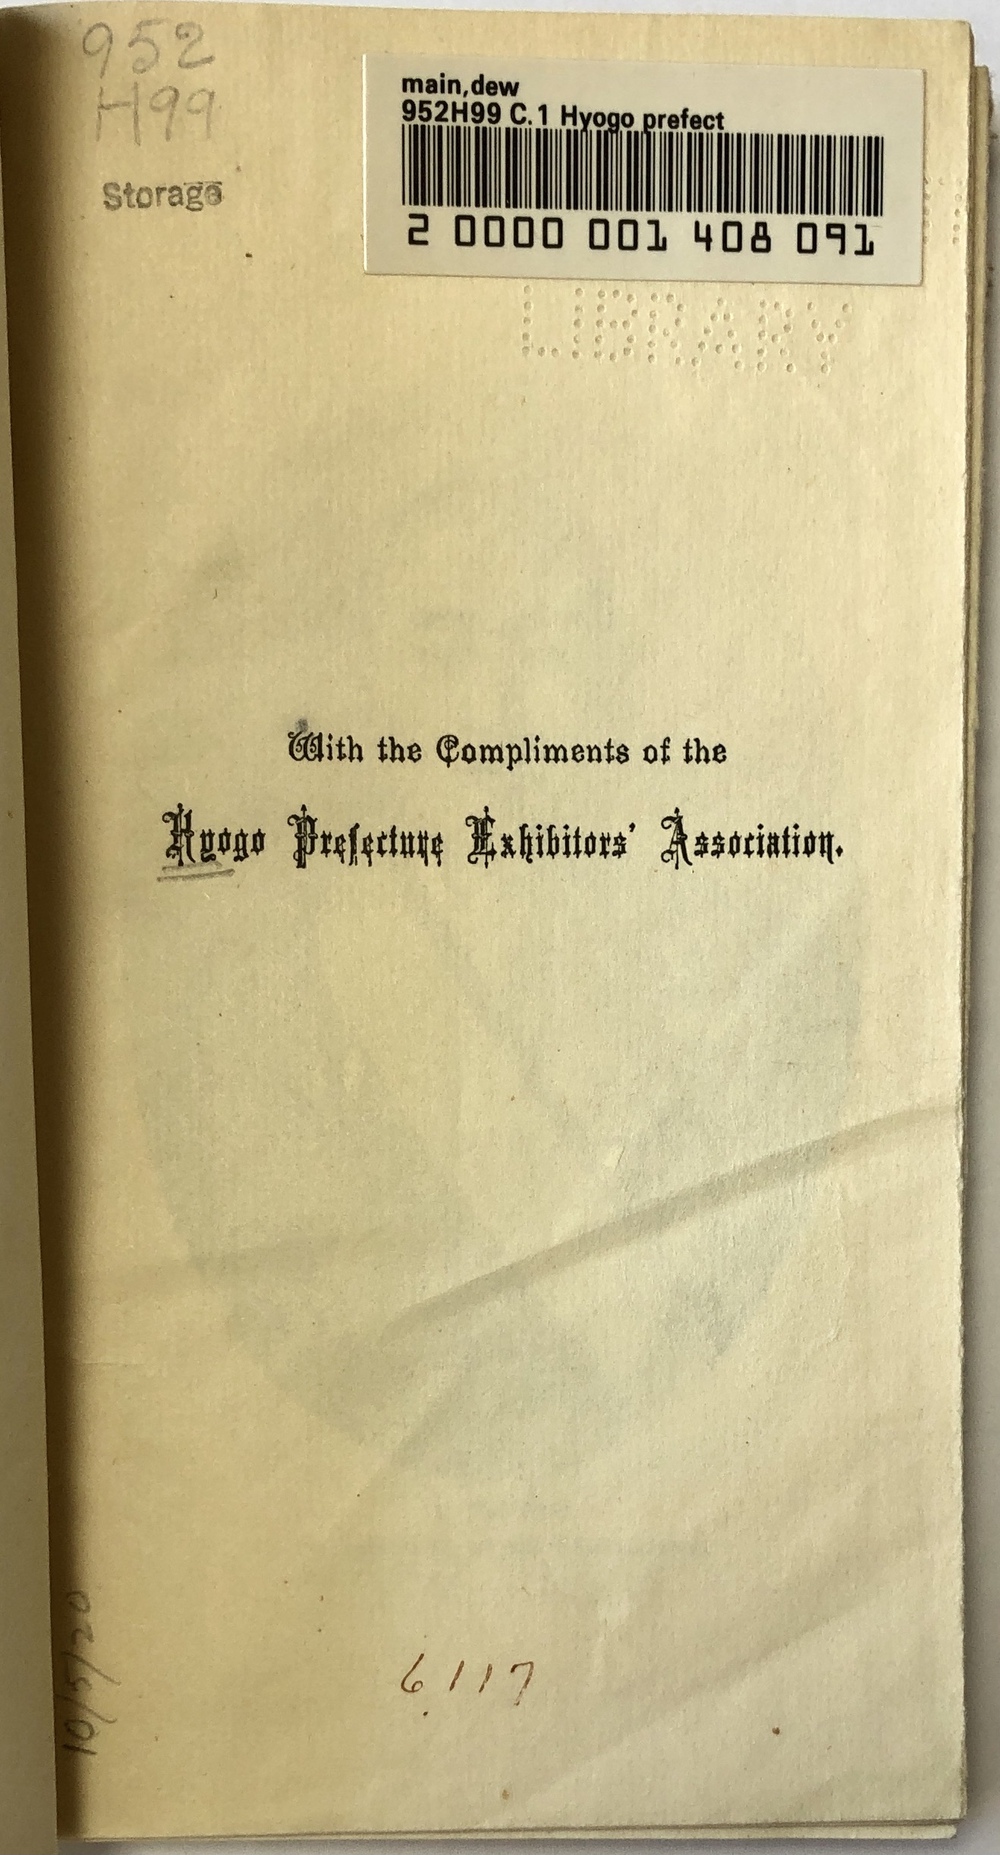 952
H99
Storage
main,dew
952H99 C.1 Hyogo prefect
2 0000 001 408 091
LIBRARY
With the Compliments of the
Hyogo Prefecture Exhibitors' Association.
6117
10/5/20